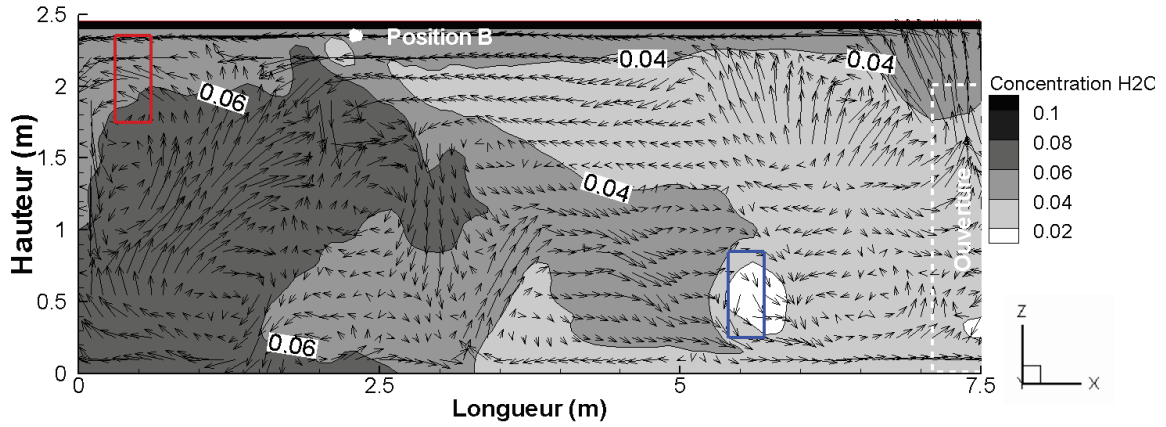 2.5
2
1.5
1
0.5
0
Hauteur (m)
Position B
0.04
0.04
0.06
0.04
0.06
Ouverture
0
2.5
5
7.5
Longueur (m)
Concentration H2O
0.1
0.08
0.06
0.04
0.02
Z
Y
X